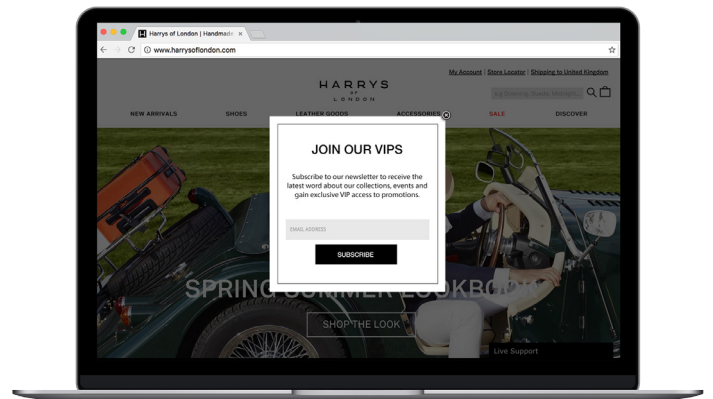 Harrys of London | Handmade
www.harrysoflondon.com
My Account | Store Locator | Shipping to United Kingdom
HARRYS
OF
LONDON
NEW ARRIVALS SHOES LEATHER GOODS ACCESSORIES SALE DISCOVER
JOIN OUR VIPS
Subscribe to our newsletter to receive the
latest word about our collections, events and
gain exclusive VIP access to promotions.
EMAIL ADDRESS
SUBSCRIBE
SPRING SUMMER LOOKBOOK
SHOP THE LOOK
Live Support